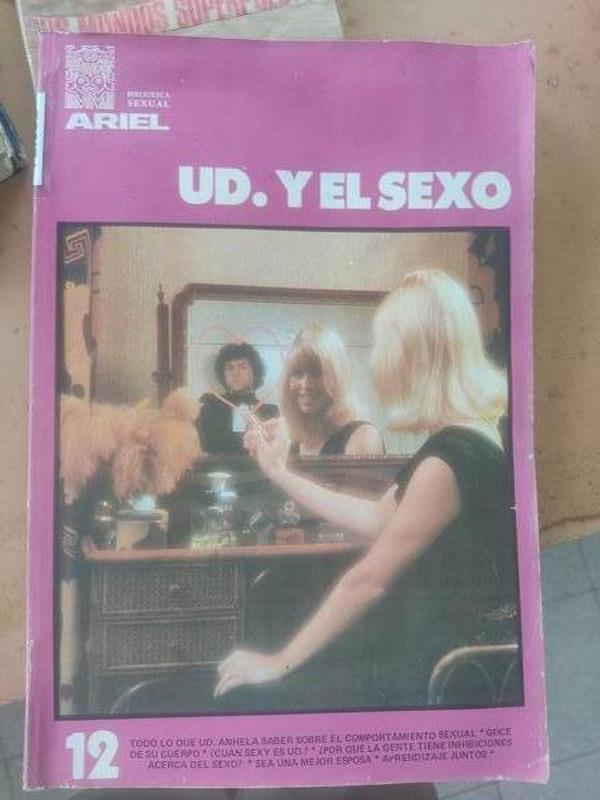 MUNDOS SUPERPUES
BIBLIOTECA
SEXUAL
ARIEL
UD. Y EL SEXO
12
TODO LO QUE UD. ANHELA SABER SOBRE EL COMPORTAMIENTO SEXUAL * GOCE
DE SU CUERPO * ¿CUAN SEXY ES UD.? * ¿POR QUE LA GENTE TIENE INHIBICIONES
ACERCA DEL SEXO? * SEA UNA MEJOR ESPOSA * APRENDIZAJE JUNTOS *